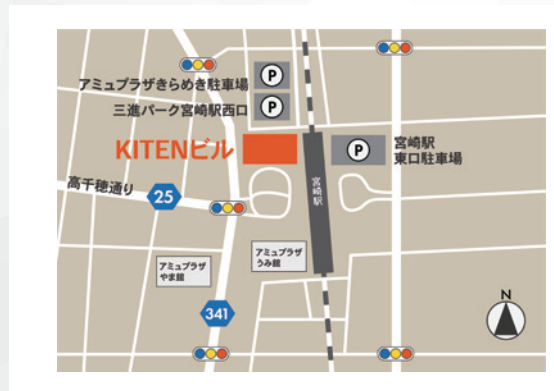 アミュプラザきらめき駐車場
P
三進パーク宮崎駅西口
P
KITENビル
P
宮崎駅
東口駐車場
宮崎駅
高千穂通り
25
アミュプラザ
うみ館
アミュプラザ
やま館
341
N